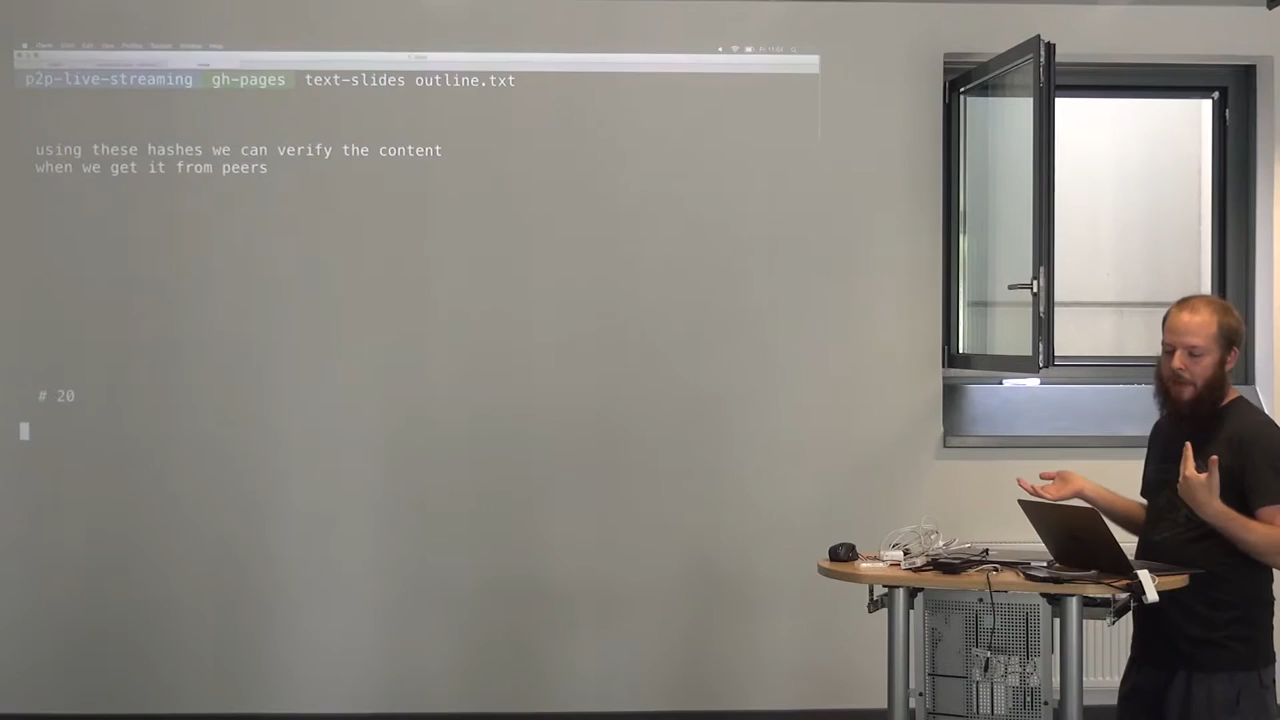 p2p-live-streaming gh-pages text-slides outline.txt
using these hashes we can verify the content
when we get it from peers
# 20